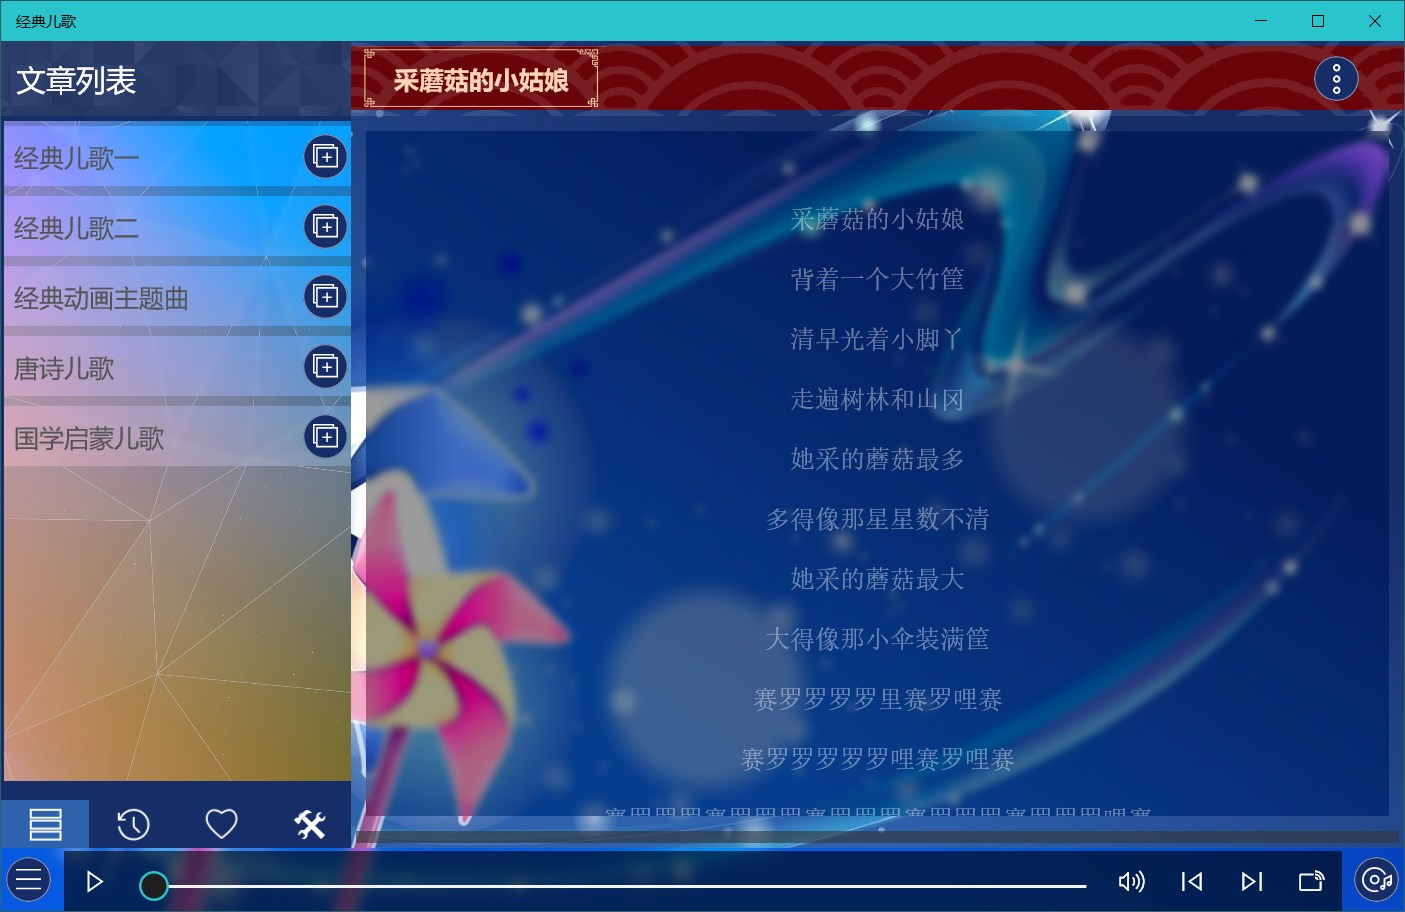 经典儿歌
文章列表
经典儿歌一
经典儿歌二
经典动画主题曲
唐诗儿歌
国学启蒙儿歌
采蘑菇的小姑娘
采蘑菇的小姑娘
背着一个大竹筐
清早光着小脚丫
走遍树林和山冈
她采的蘑菇最多
多得像那星星数不清
她采的蘑菇最大
大得像那小伞装满筐
赛罗罗罗罗里赛罗哩赛
赛罗罗罗罗罗哩赛罗哩赛